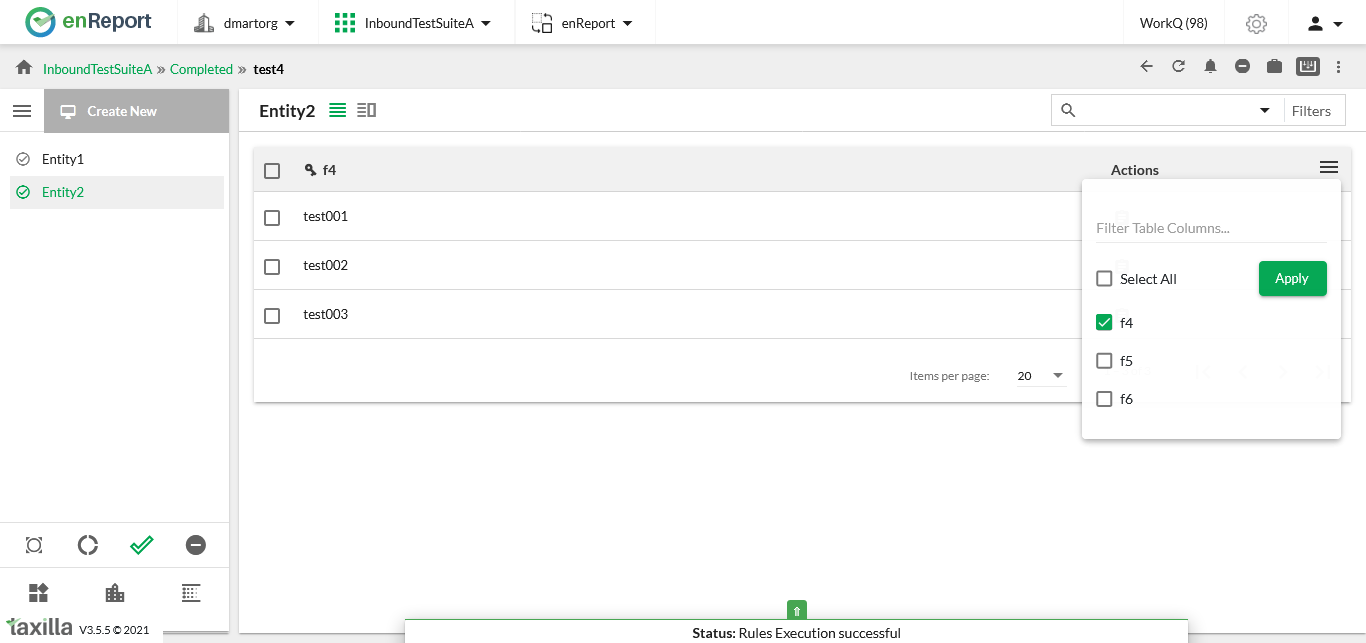 enReport dmartorg InboundTestSuiteA enReport WorkQ (98)
InboundTestSuiteA » Completed » test4
Create New Entity2 Filters
Entity1
Entity2
f4 Actions
test001
test002
test003
Items per page: 20
Filter Table Columns...
Select All Apply
f4
f5
f6
taxilla V3.5.5 © 2021
Status: Rules Execution successful